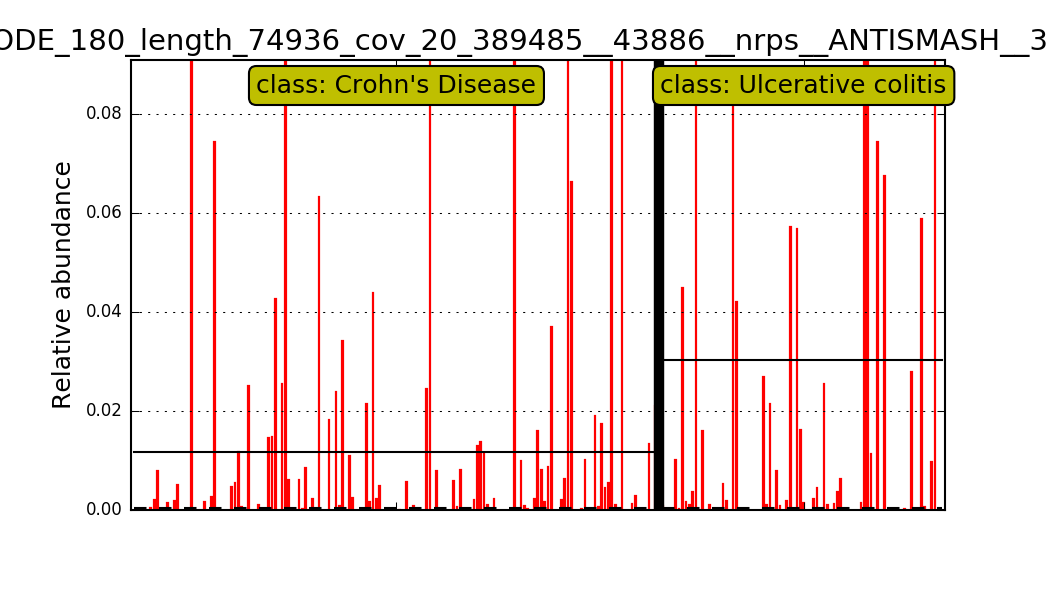 ODE_180_length_74936_cov_20_389485__43886__nrps__ANTISMASH__3
class: Crohn's Disease
class: Ulcerative colitis
Relative abundance
0.08
0.06
0.04
0.02
0.00